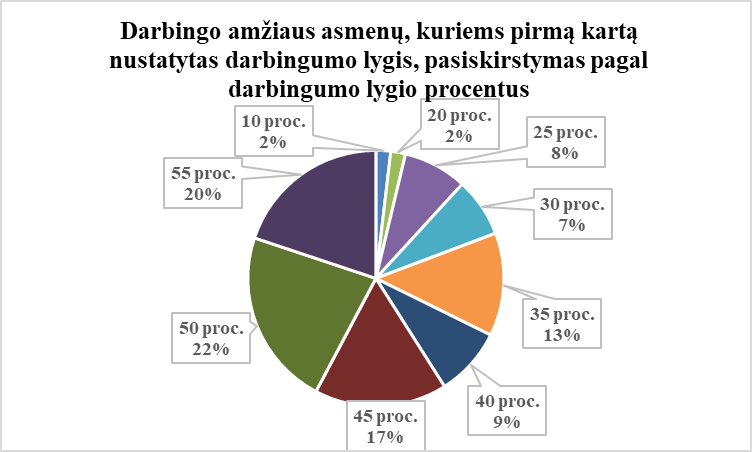 Darbingo amžiaus asmenų, kuriems pirmą kartą
nustatytas darbingumo lygis, pasiskirstymas pagal
darbingumo lygio procentus
10 proc.
2%
20 proc.
2%
25 proc.
8%
30 proc.
7%
35 proc.
13%
40 proc.
9%
45 proc.
17%
50 proc.
22%
55 proc.
20%